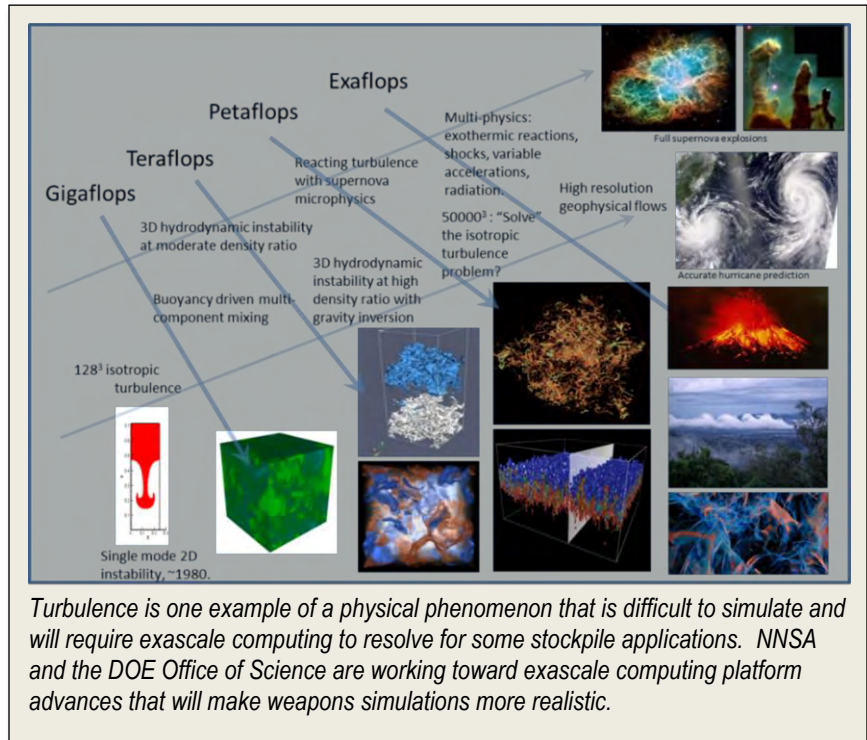 Exaflops
Petaflops
Teraflops
Gigaflops
Multi-physics:
exothermic reactions,
shocks, variable
accelerations,
radiation.
Full supernova explosions
Reacting turbulence
with supernova
microphysics
High resolution
geophysical flows
50000³ : “Solve”
the isotropic
turbulence
problem?
3D hydrodynamic instability
at moderate density ratio
3D hydrodynamic
instability at high
density ratio with
gravity inversion
Accurate hurricane prediction
Buoyancy driven multi-
component mixing
128³ isotropic
turbulence
Single mode 2D
instability, ~1980.
Turbulence is one example of a physical phenomenon that is difficult to simulate and
will require exascale computing to resolve for some stockpile applications.  NNSA
and the DOE Office of Science are working toward exascale computing platform
advances that will make weapons simulations more realistic.